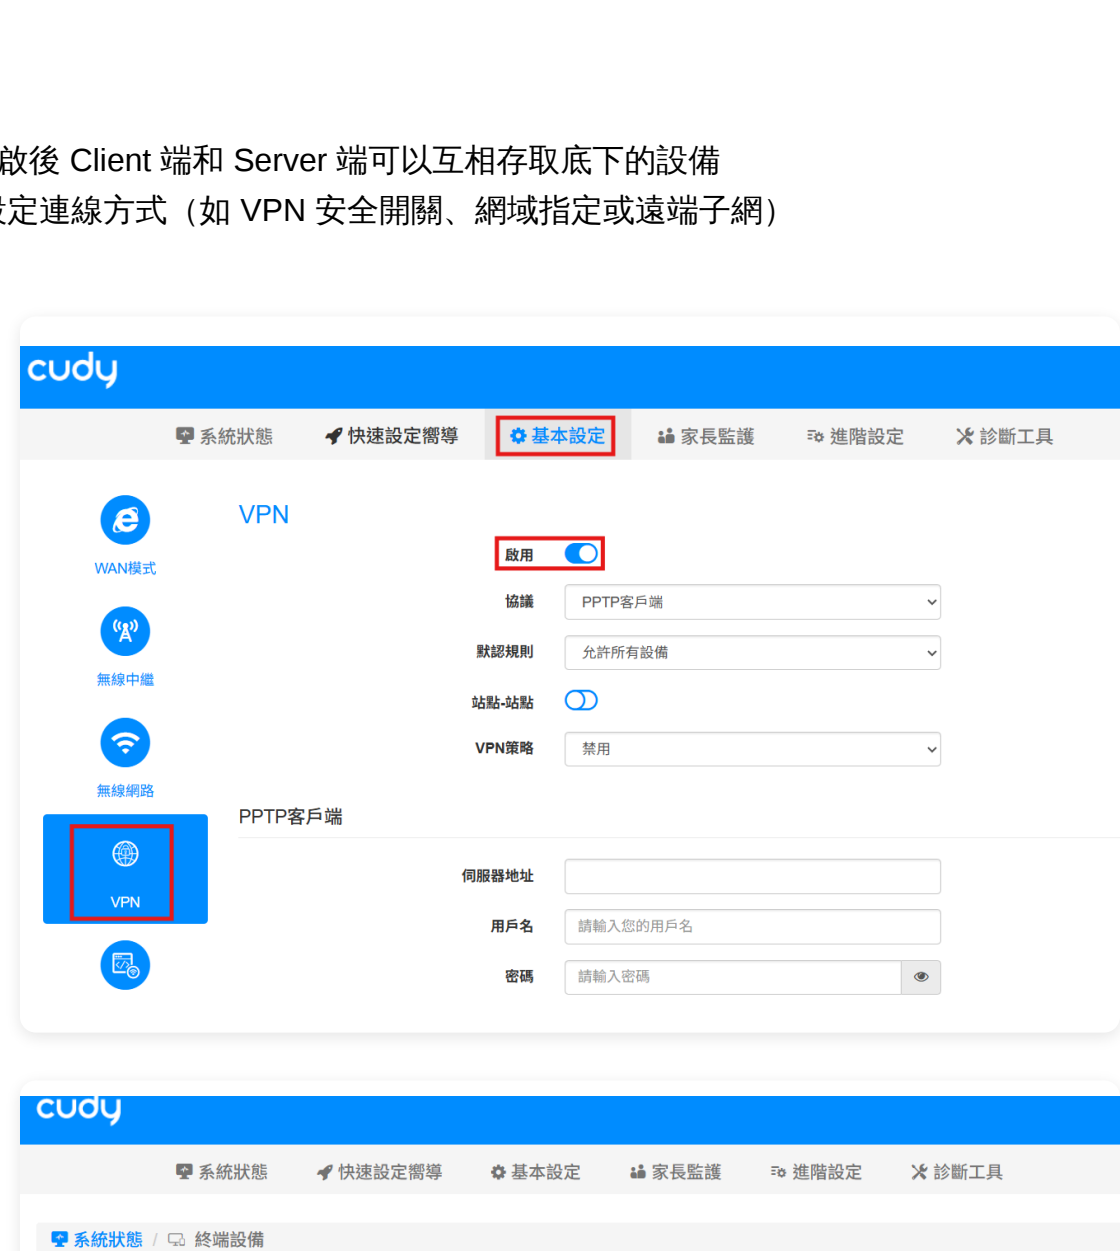 啟後 Client 端和 Server 端可以互相存取底下的設備
定連線方式（如 VPN 安全開關、網域指定或遠端子網）
cudy
系統狀態 快速設定嚮導 基本設定 家長監護 進階設定 診斷工具
WAN模式
無線中繼
無線網路
VPN
VPN
啟用
協議 PPTP客戶端
默認規則 允許所有設備
站點-站點
VPN策略 禁用
PPTP客戶端
伺服器地址
用戶名 請輸入您的用戶名
密碼 請輸入密碼
cudy
系統狀態 快速設定嚮導 基本設定 家長監護 進階設定 診斷工具
系統狀態 / 終端設備